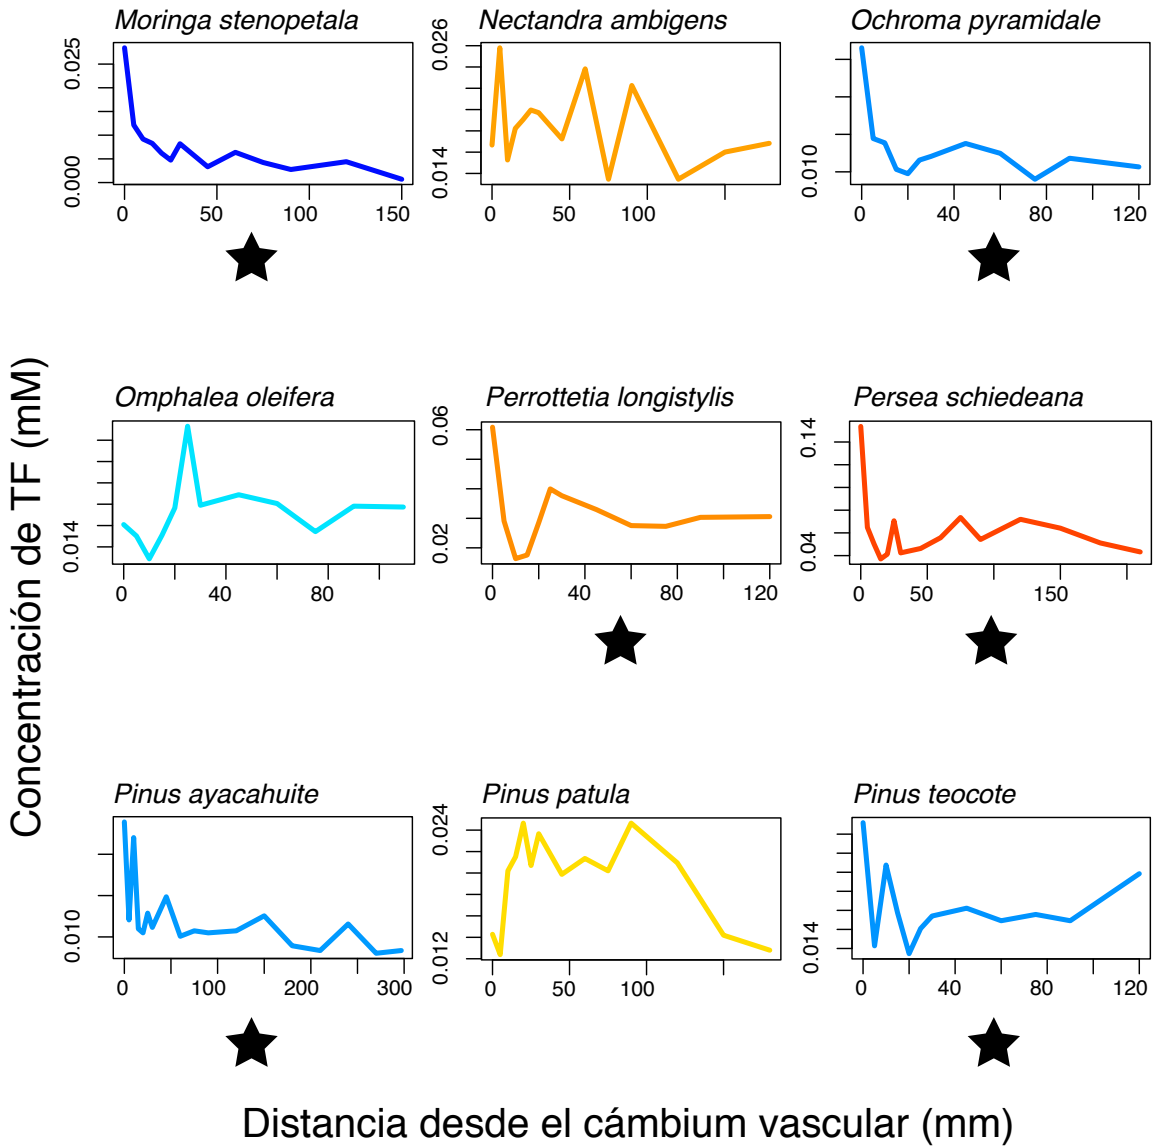 Moringa stenopetala
0.025
0.000
0 50 100 150
Nectandra ambigens
0.026
0.014
0 50 100
Ochroma pyramidale
0.010
0 40 80 120
Concentración de TF (mM)
Omphalea oleifera
0.014
0 40 80
Perrottetia longistylis
0.06
0.02
0 40 80 120
Persea schiedeana
0.14
0.04
0 50 150
Pinus ayacahuite
0.010
0 100 200 300
Pinus patula
0.024
0.012
0 50 100
Pinus teocote
0.014
0 40 80 120
Distancia desde el cámbium vascular (mm)